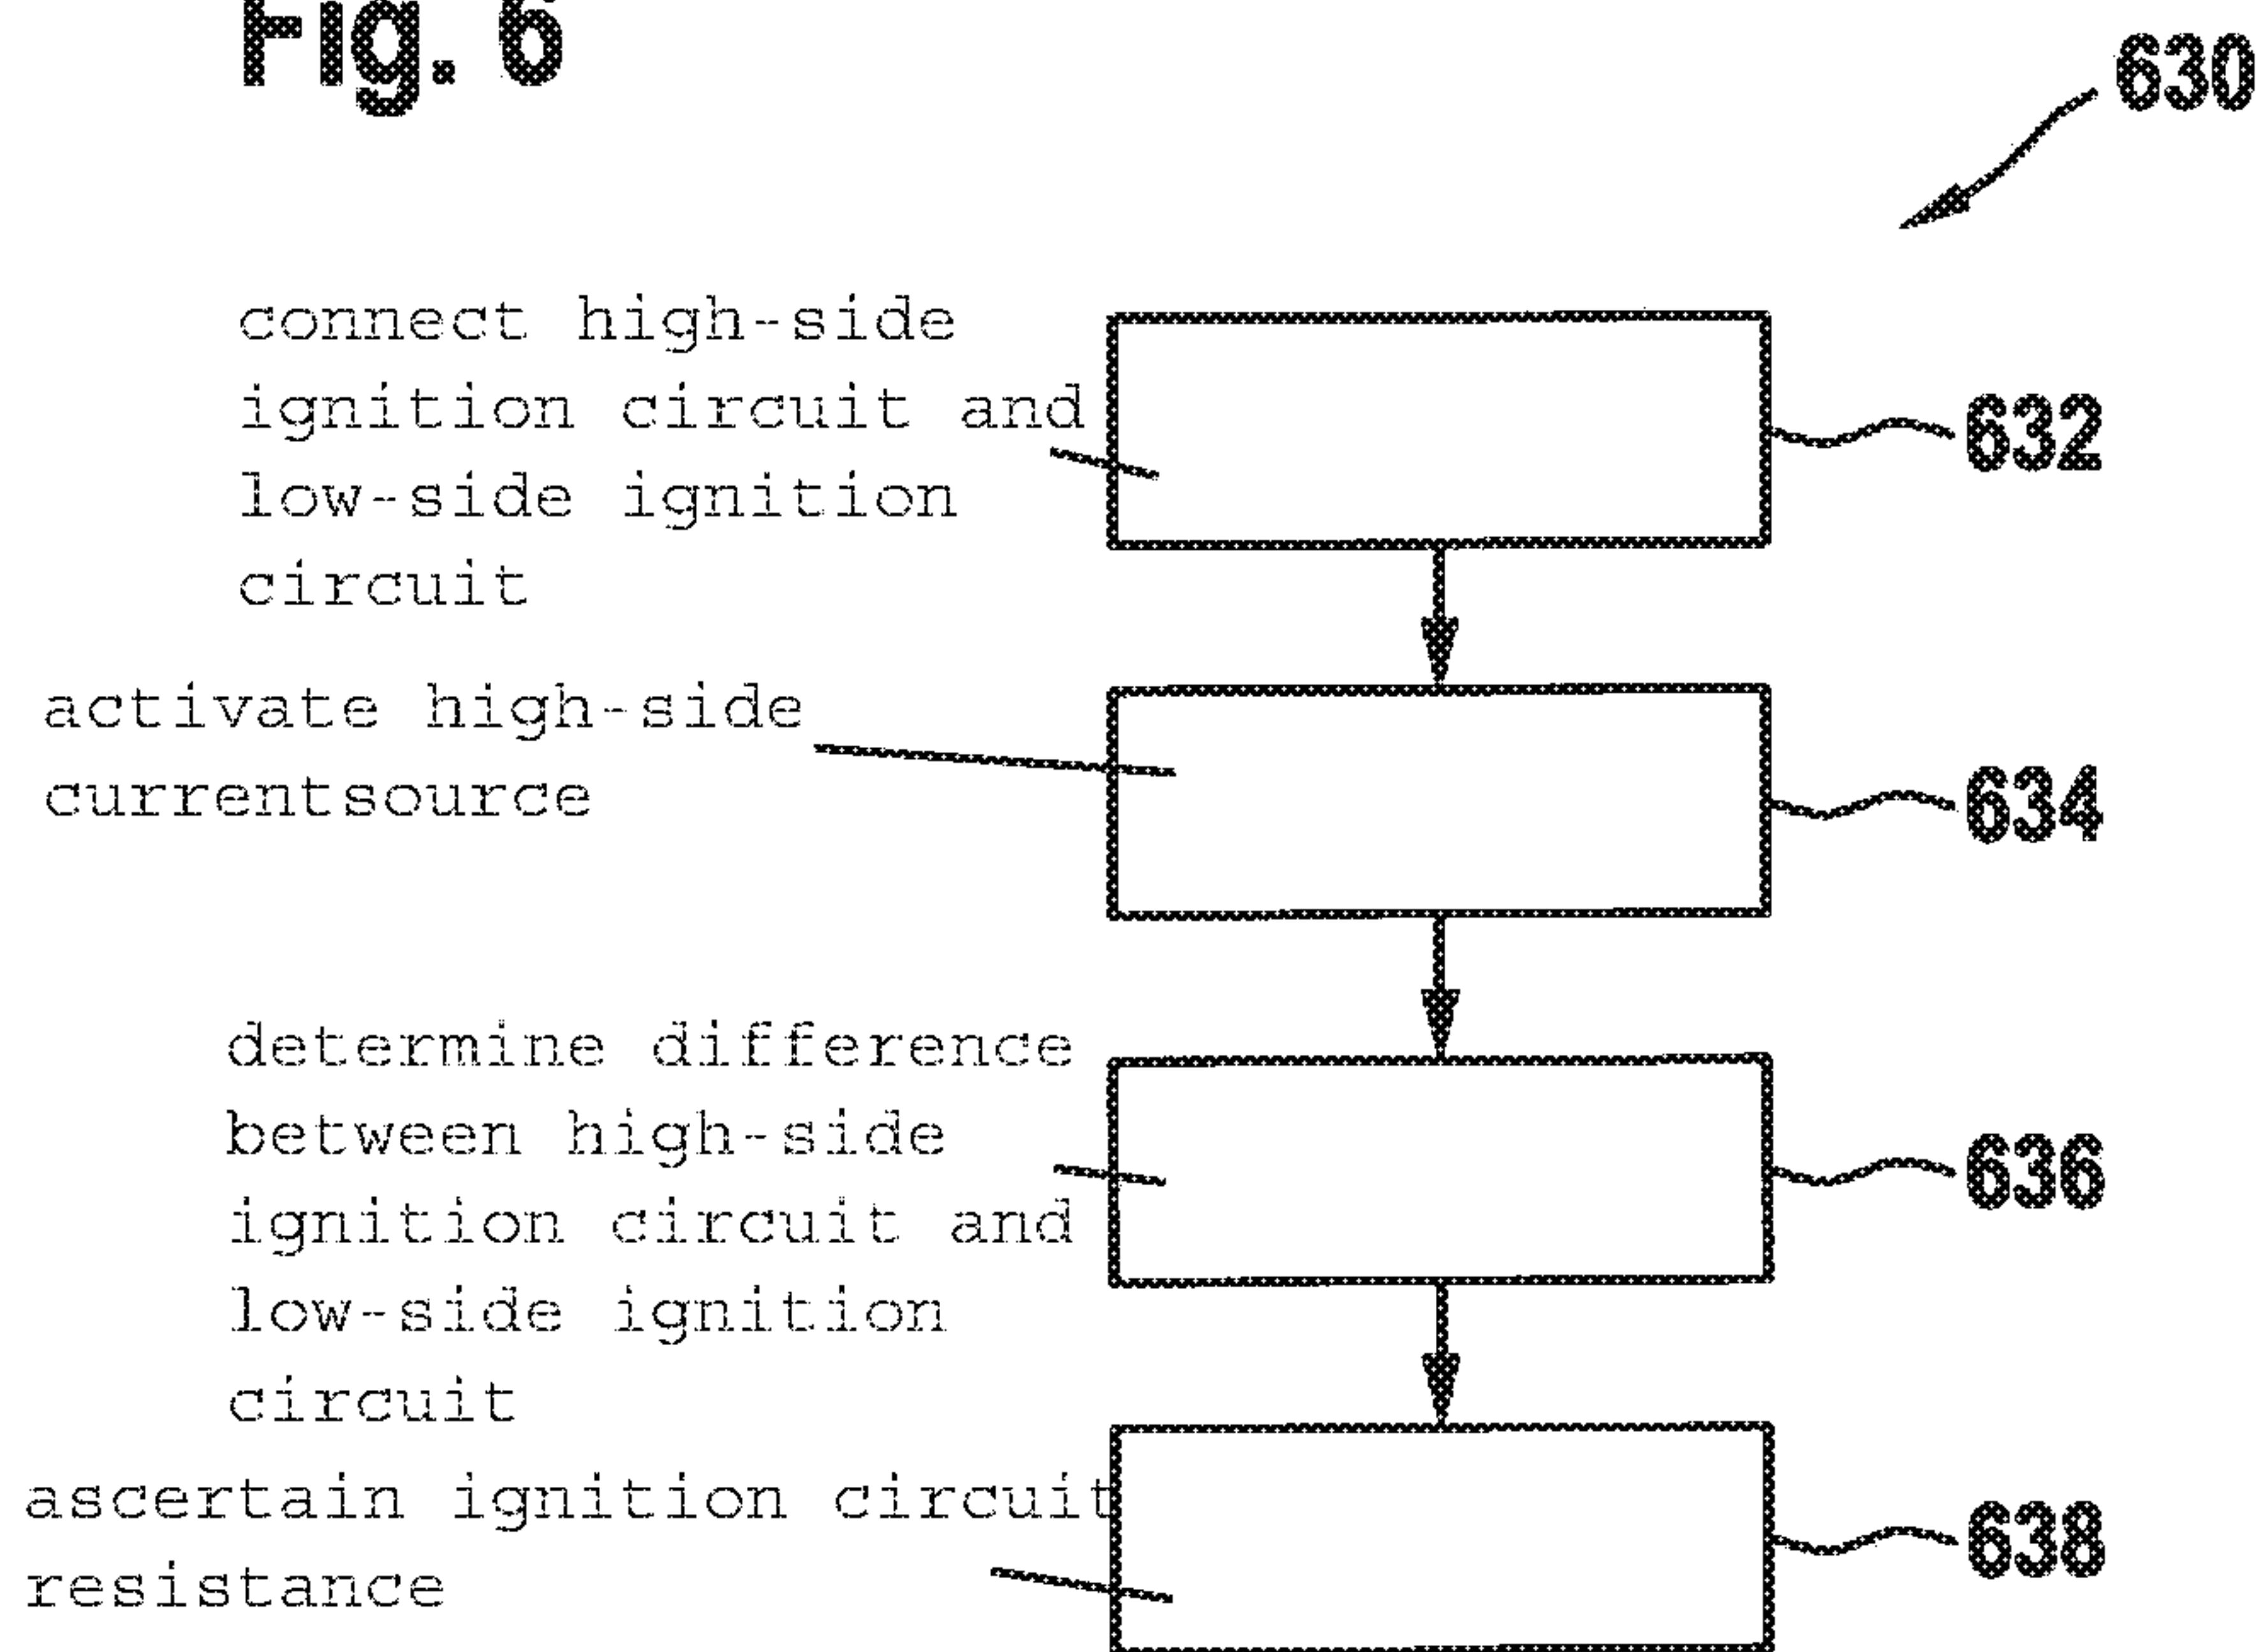 Fig. 6
630
connect high-side
ignition circuit and
low-side ignition
circuit
632
activate high-side
currentsource
634
determine difference
between high-side
ignition circuit and
low-side ignition
circuit
636
ascertain ignition circuit
resistance
638